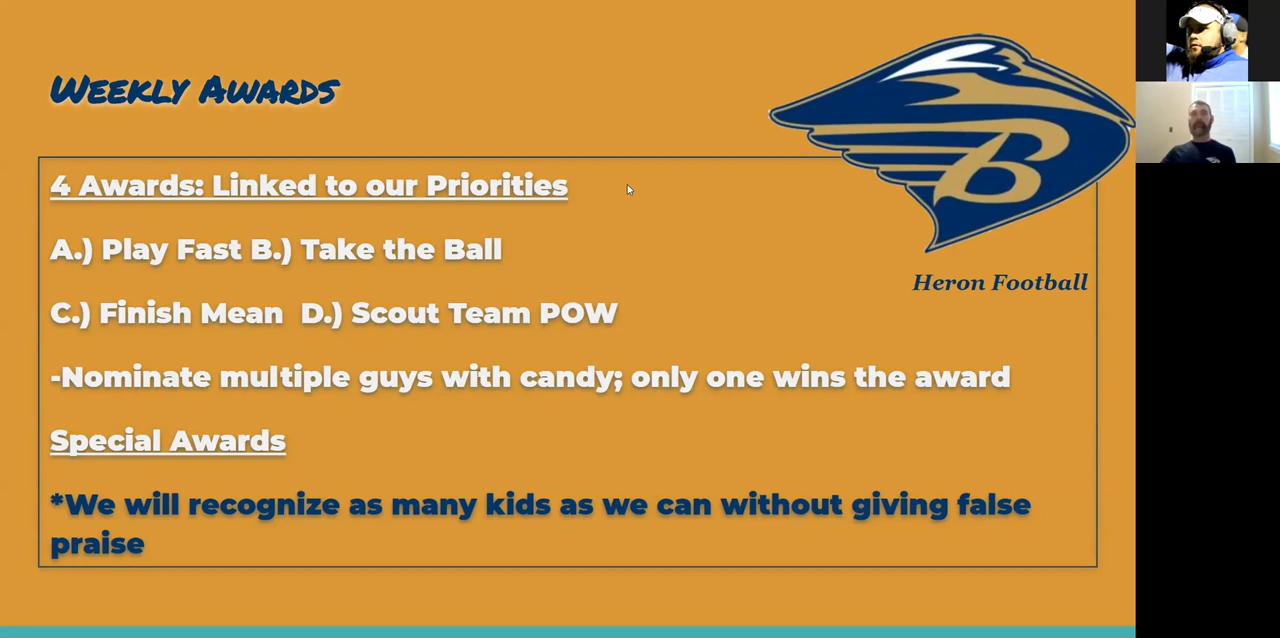 Weekly Awards
4 Awards: Linked to our Priorities
A.) Play Fast B.) Take the Ball
C.) Finish Mean D.) Scout Team POW
-Nominate multiple guys with candy; only one wins the award
Special Awards
*We will recognize as many kids as we can without giving false
praise
B
Heron Football